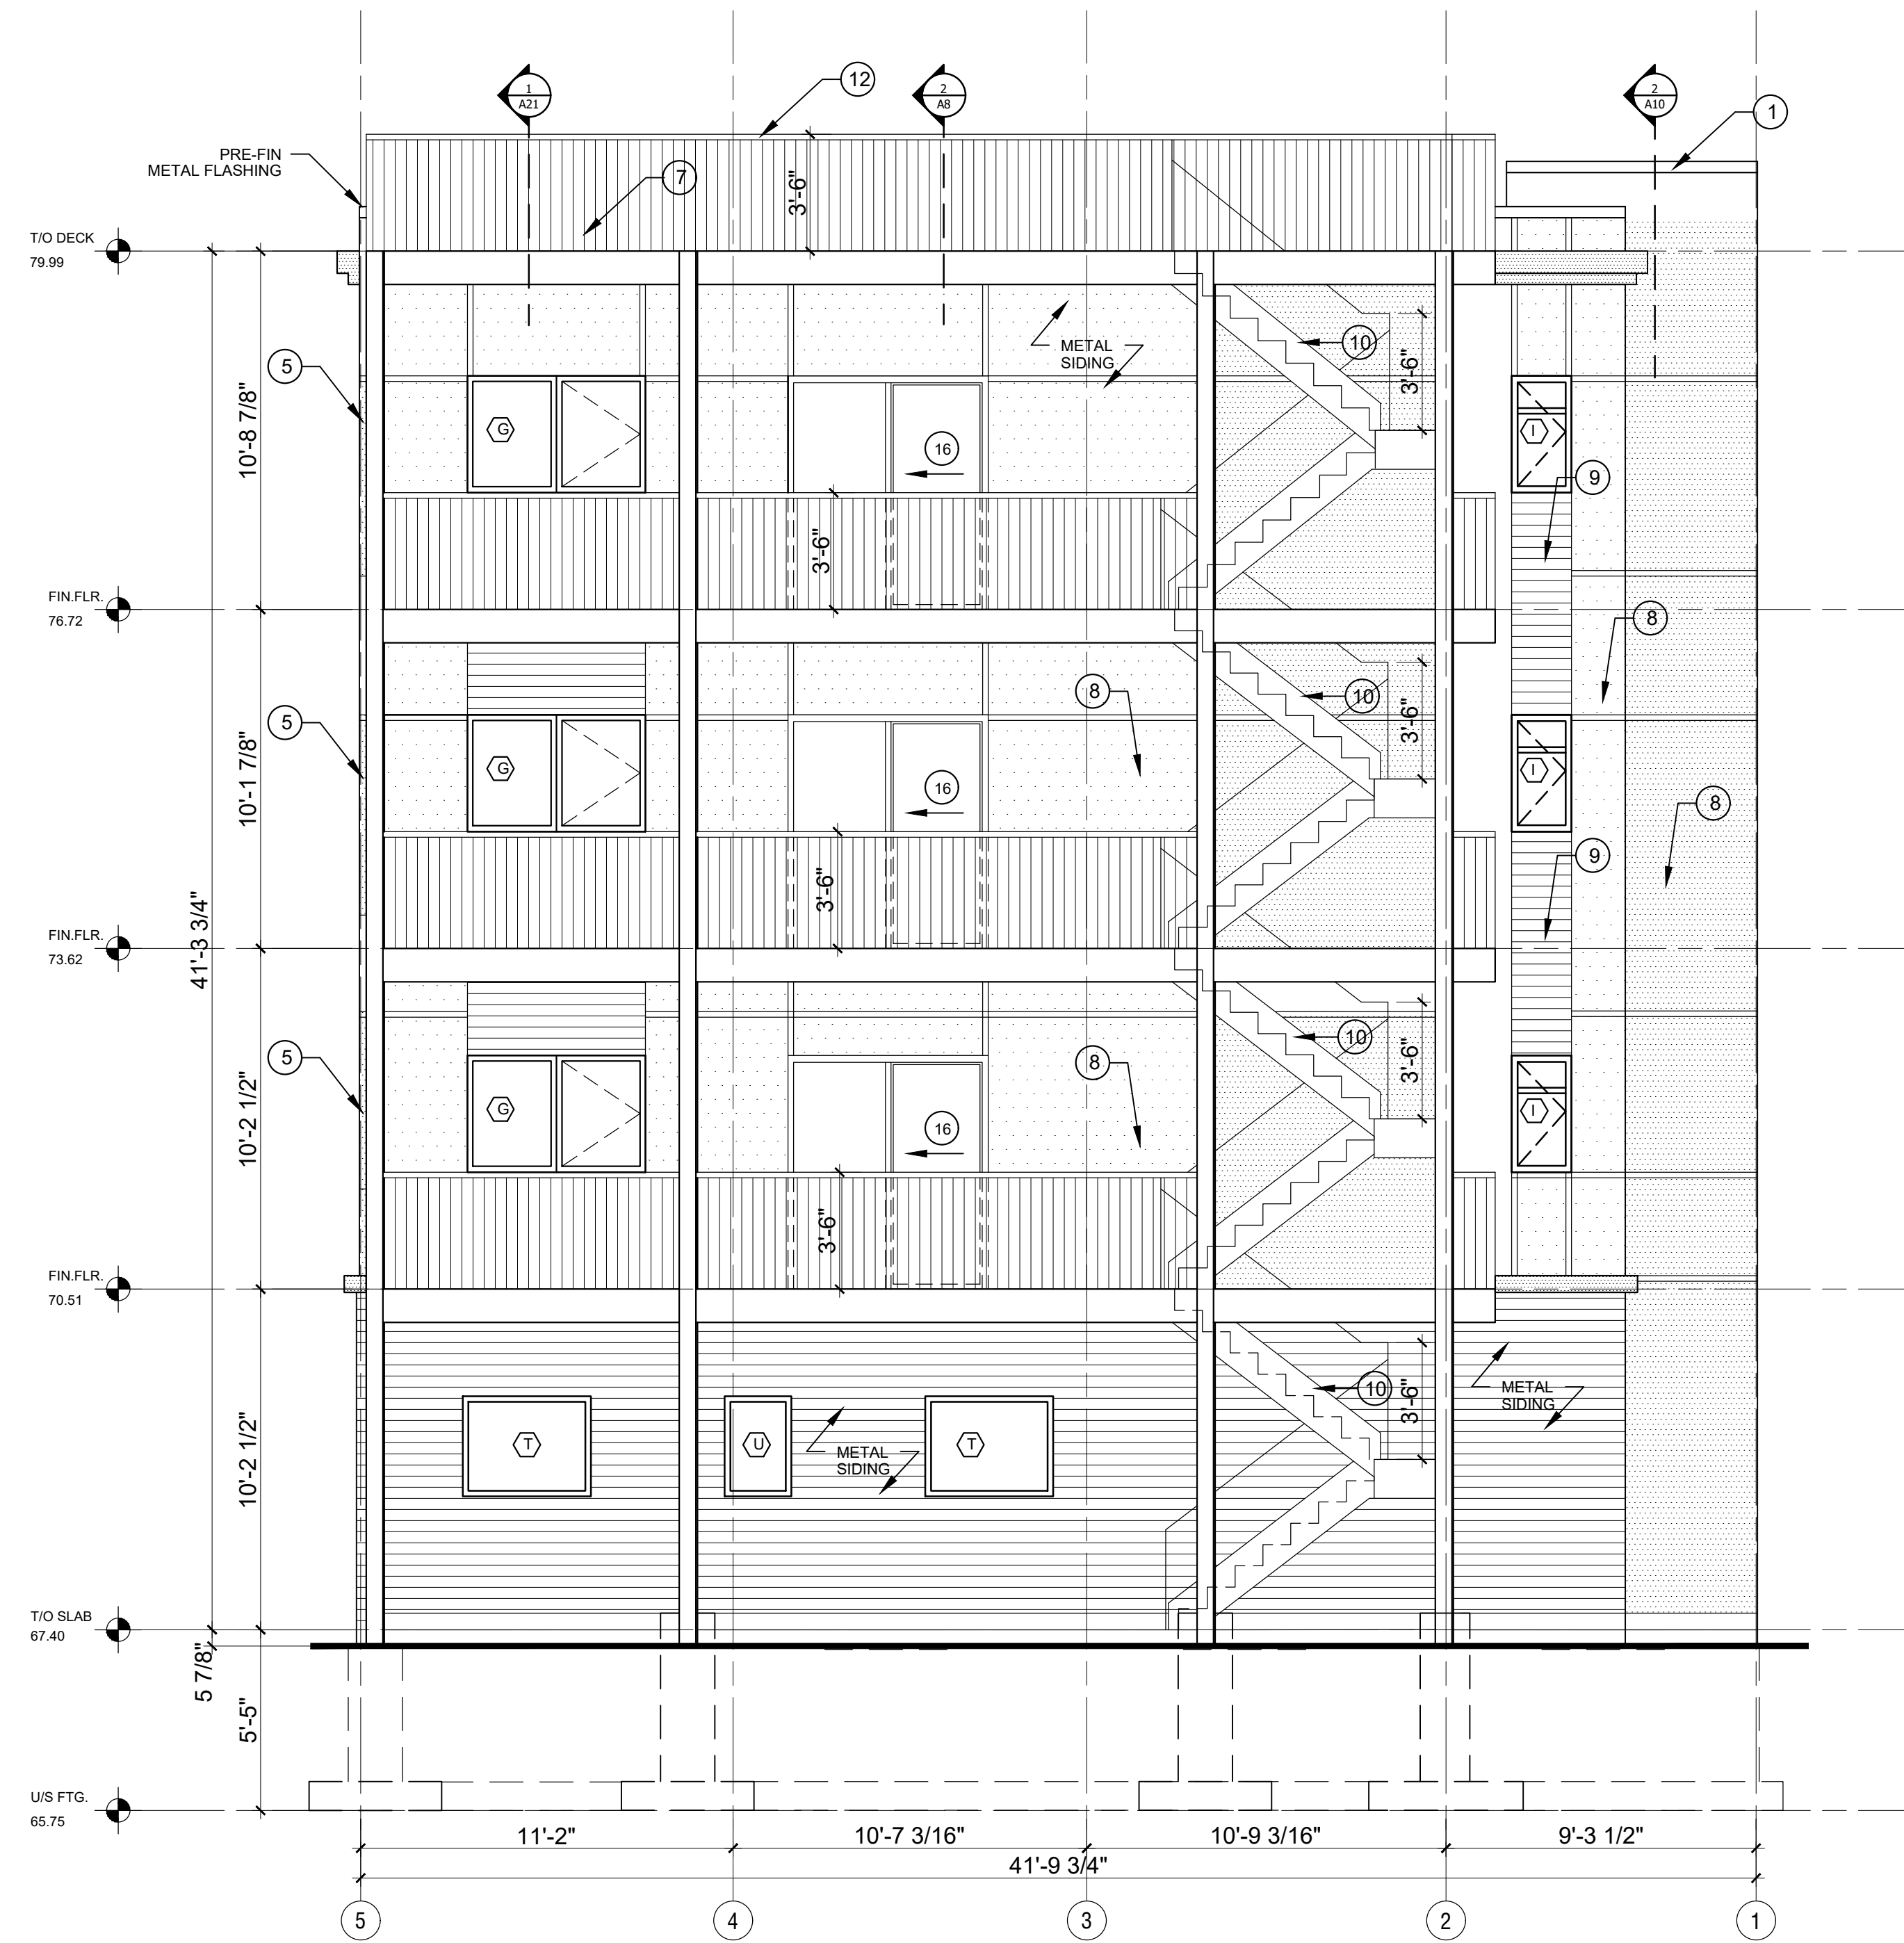 12
1
A21
2
A8
2
A10
1
PRE-FIN
METAL FLASHING
7
3'-6"
T/O DECK
79.99
METAL
SIDING
10
3'-6"
5
G
16
I
9
10'-8 7/8"
3'-6"
FIN.FLR.
76.72
8
8
10
3'-6"
5
G
16
I
8
9
10'-1 7/8"
3'-6"
41'-3 3/4"
FIN.FLR.
73.62
10
3'-6"
5
8
G
16
I
10'-2 1/2"
3'-6"
FIN.FLR.
70.51
10
3'-6"
METAL
SIDING
T
U
METAL
SIDING
T
10'-2 1/2"
T/O SLAB
67.40
5 7/8"
5'-5"
U/S FTG.
65.75
11'-2"
10'-7 3/16"
10'-9 3/16"
9'-3 1/2"
41'-9 3/4"
5
4
3
2
1